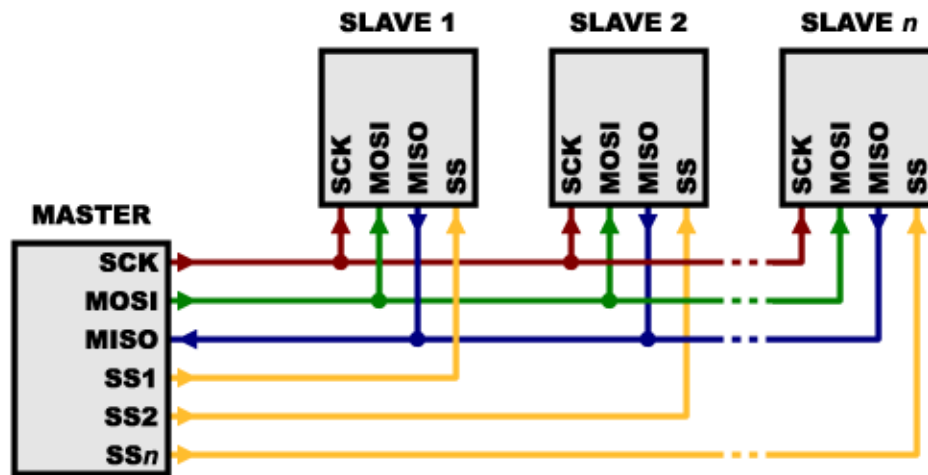 SLAVE 1
SLAVE 2
SLAVE n
SCK
MOSI
MISO
SS
SCK
MOSI
MISO
SS
SCK
MOSI
MISO
SS
MASTER
SCK
MOSI
MISO
SS1
SS2
SSn